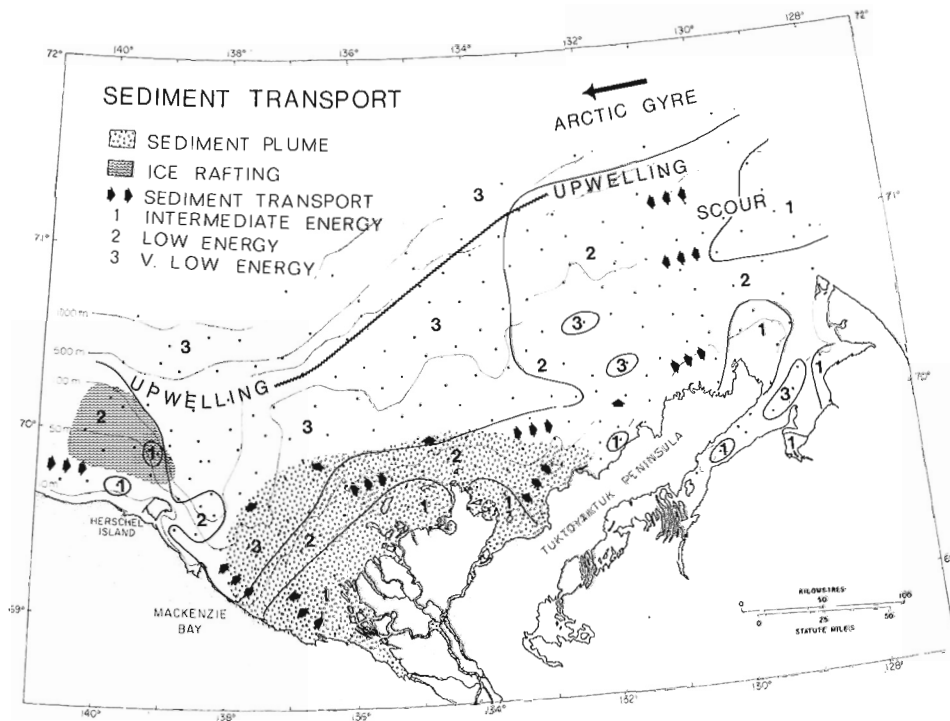 140° 138° 136° 134° 132° 130° 128° 72°
72°
SEDIMENT TRANSPORT
SEDIMENT PLUME
ICE RAFTING
SEDIMENT TRANSPORT
1 INTERMEDIATE ENERGY
2 LOW ENERGY
3 V. LOW ENERGY
ARCTIC GYRE
3 UPWELLING
71°
SCOUR 1
71°
2
2
3
3
3
1
500 m
UPWELLING
3
2
1
70°
3
2
70°
2
3
1
1
2
1
1
1
HERSCHEL
ISLAND
2
2
1
TUKTOYAKTUK PENINSULA
2
1
69°
MACKENZIE
BAY
KILOMETRES
0 50 100
0 25 50
STATUTE MILES
140° 138° 136° 134° 132° 130° 128°